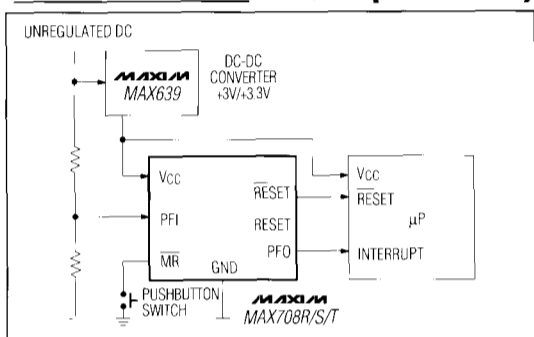 UNREGULATED DC
MAXIM
MAX639
DC-DC
CONVERTER
+3V/+3.3V
VCC
RESET
PFI
RESET
MR
PFO
GND
VCC
RESET
µP
INTERRUPT
PUSHBUTTON
SWITCH
MAXIM
MAX708R/S/T